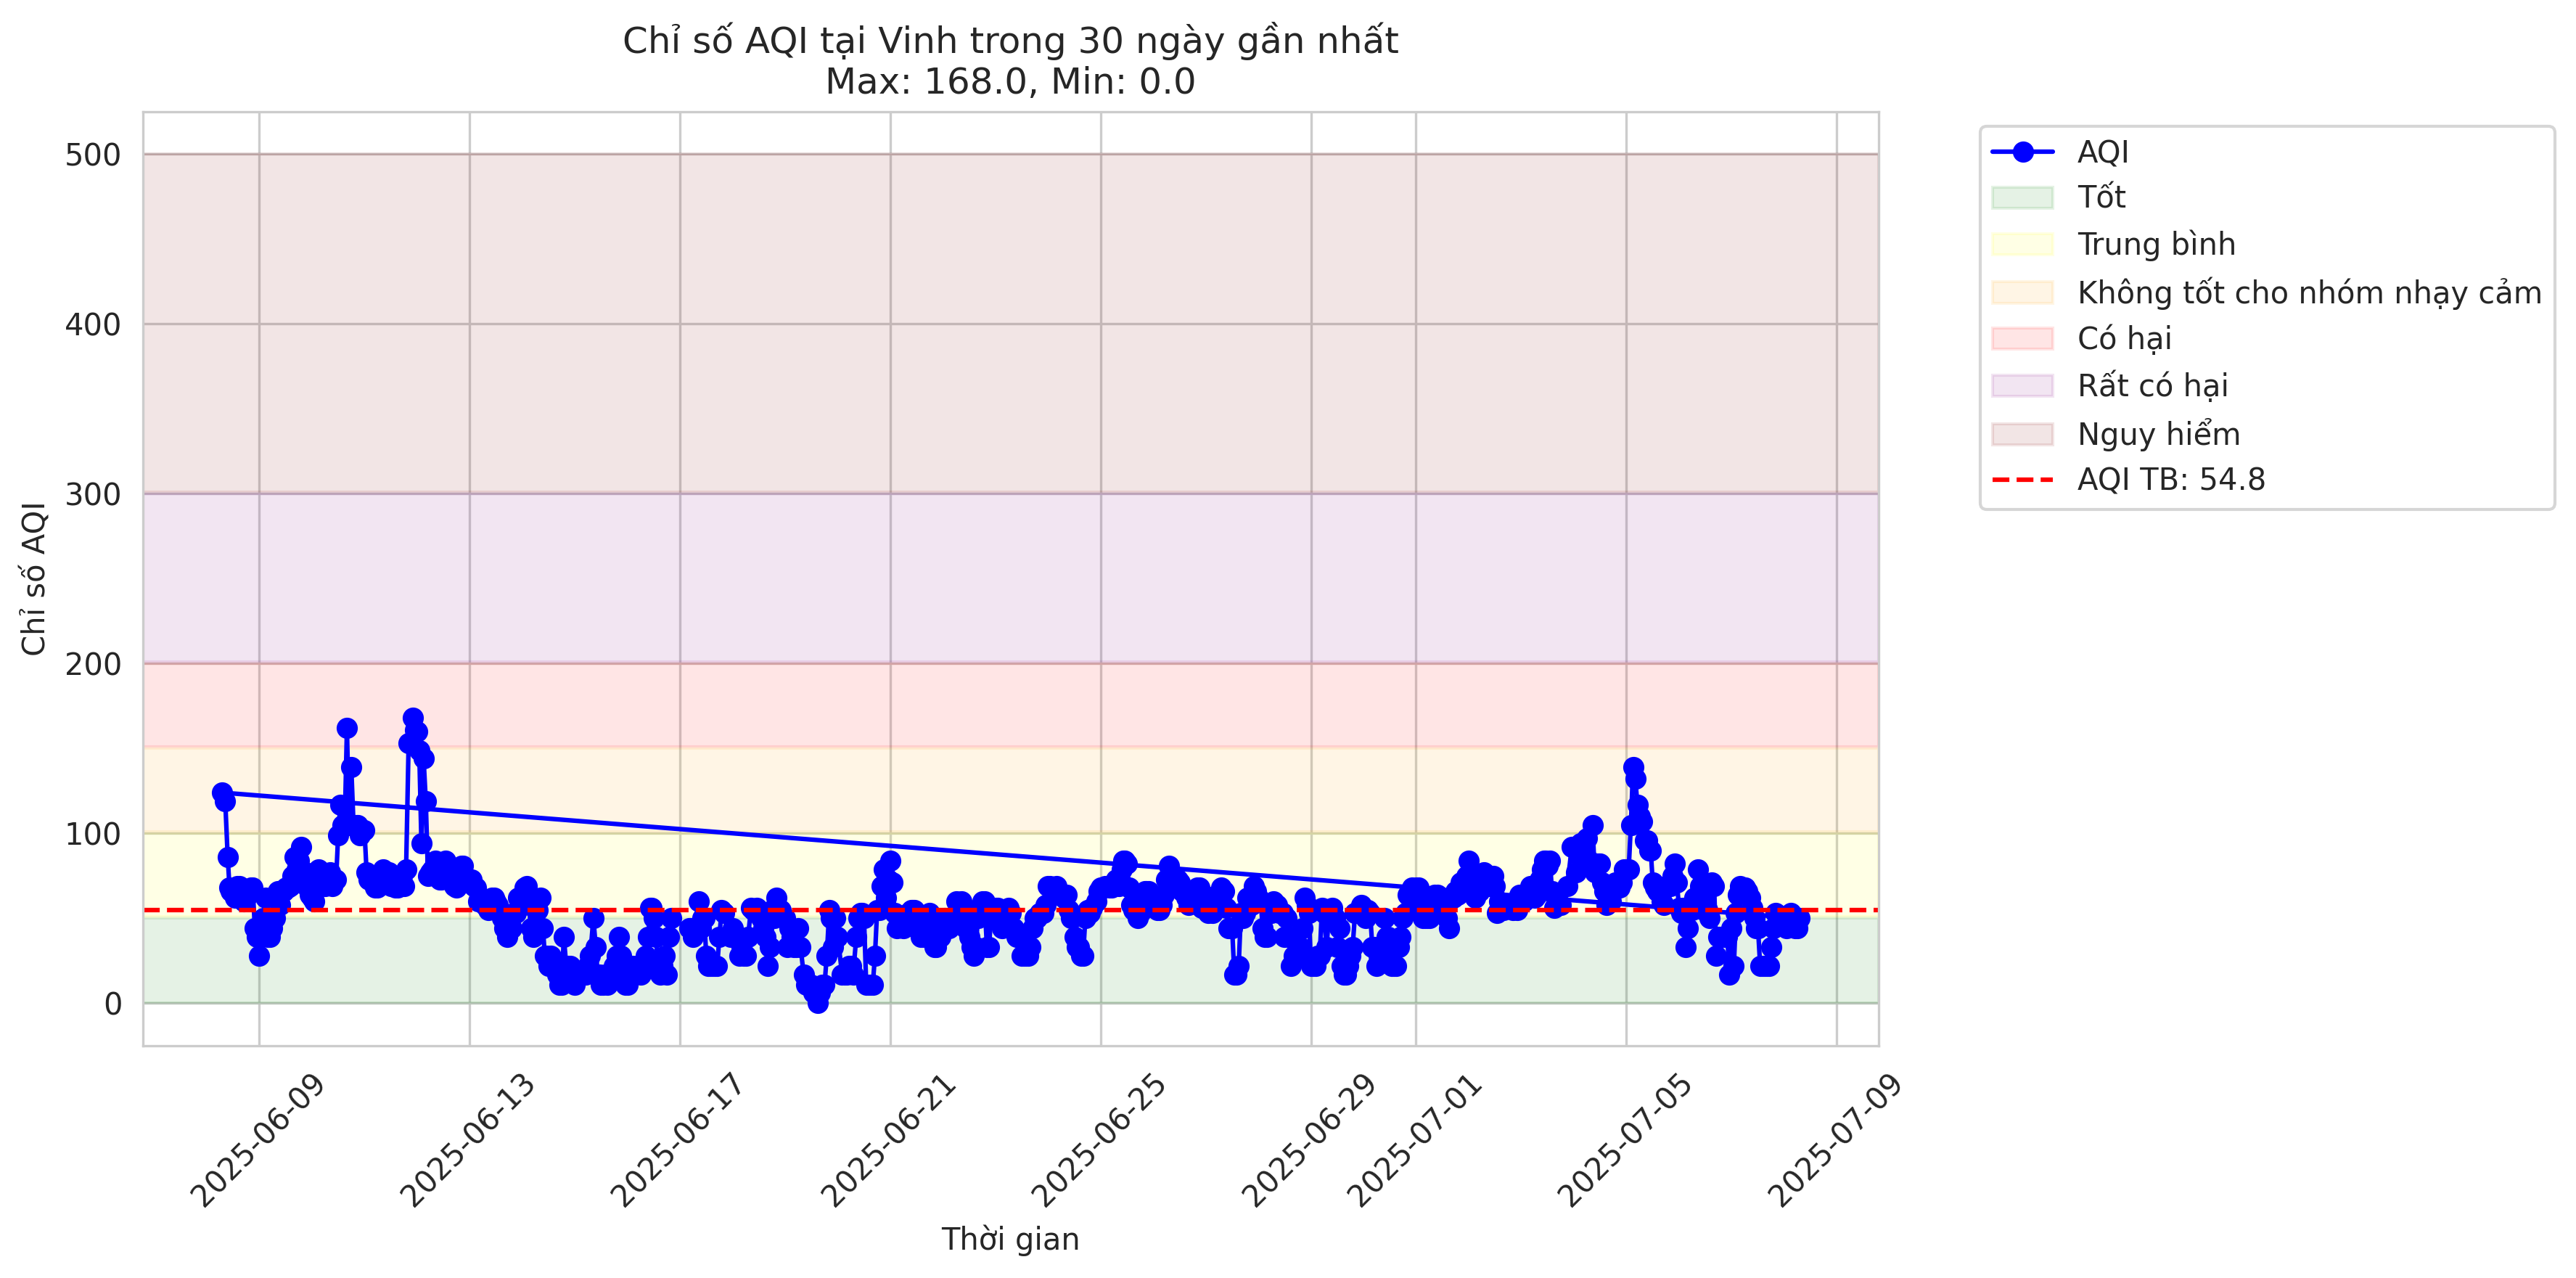 Chỉ số AQI tại Vinh trong 30 ngày gần nhất
Max: 168.0, Min: 0.0
Chỉ số AQI
500
400
300
200
100
0
2025-06-09
2025-06-13
2025-06-17
2025-06-21
2025-06-25
2025-06-29
2025-07-01
2025-07-05
2025-07-09
Thời gian
AQI
Tốt
Trung bình
Không tốt cho nhóm nhạy cảm
Có hại
Rất có hại
Nguy hiểm
AQI TB: 54.8